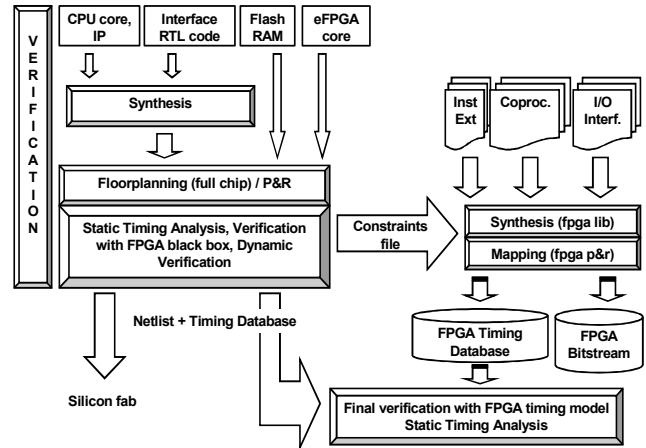 VERIFICATION
CPU core,
IP
Interface
RTL code
Flash
RAM
eFPGA
core
Synthesis
Floorplanning (full chip) / P&R
Static Timing Analysis, Verification
with FPGA black box, Dynamic
Verification
Constraints
file
Inst
Ext
Coproc.
I/O
Interf.
Synthesis (fpga lib)
Mapping (fpga p&r)
Netlist + Timing Database
FPGA Timing
Database
FPGA
Bitstream
Silicon fab
Final verification with FPGA timing model
Static Timing Analysis